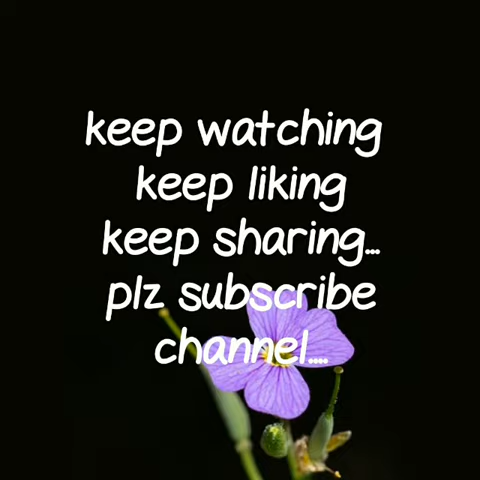 keep watching
keep liking
keep sharing...
plz subscribe
channel....